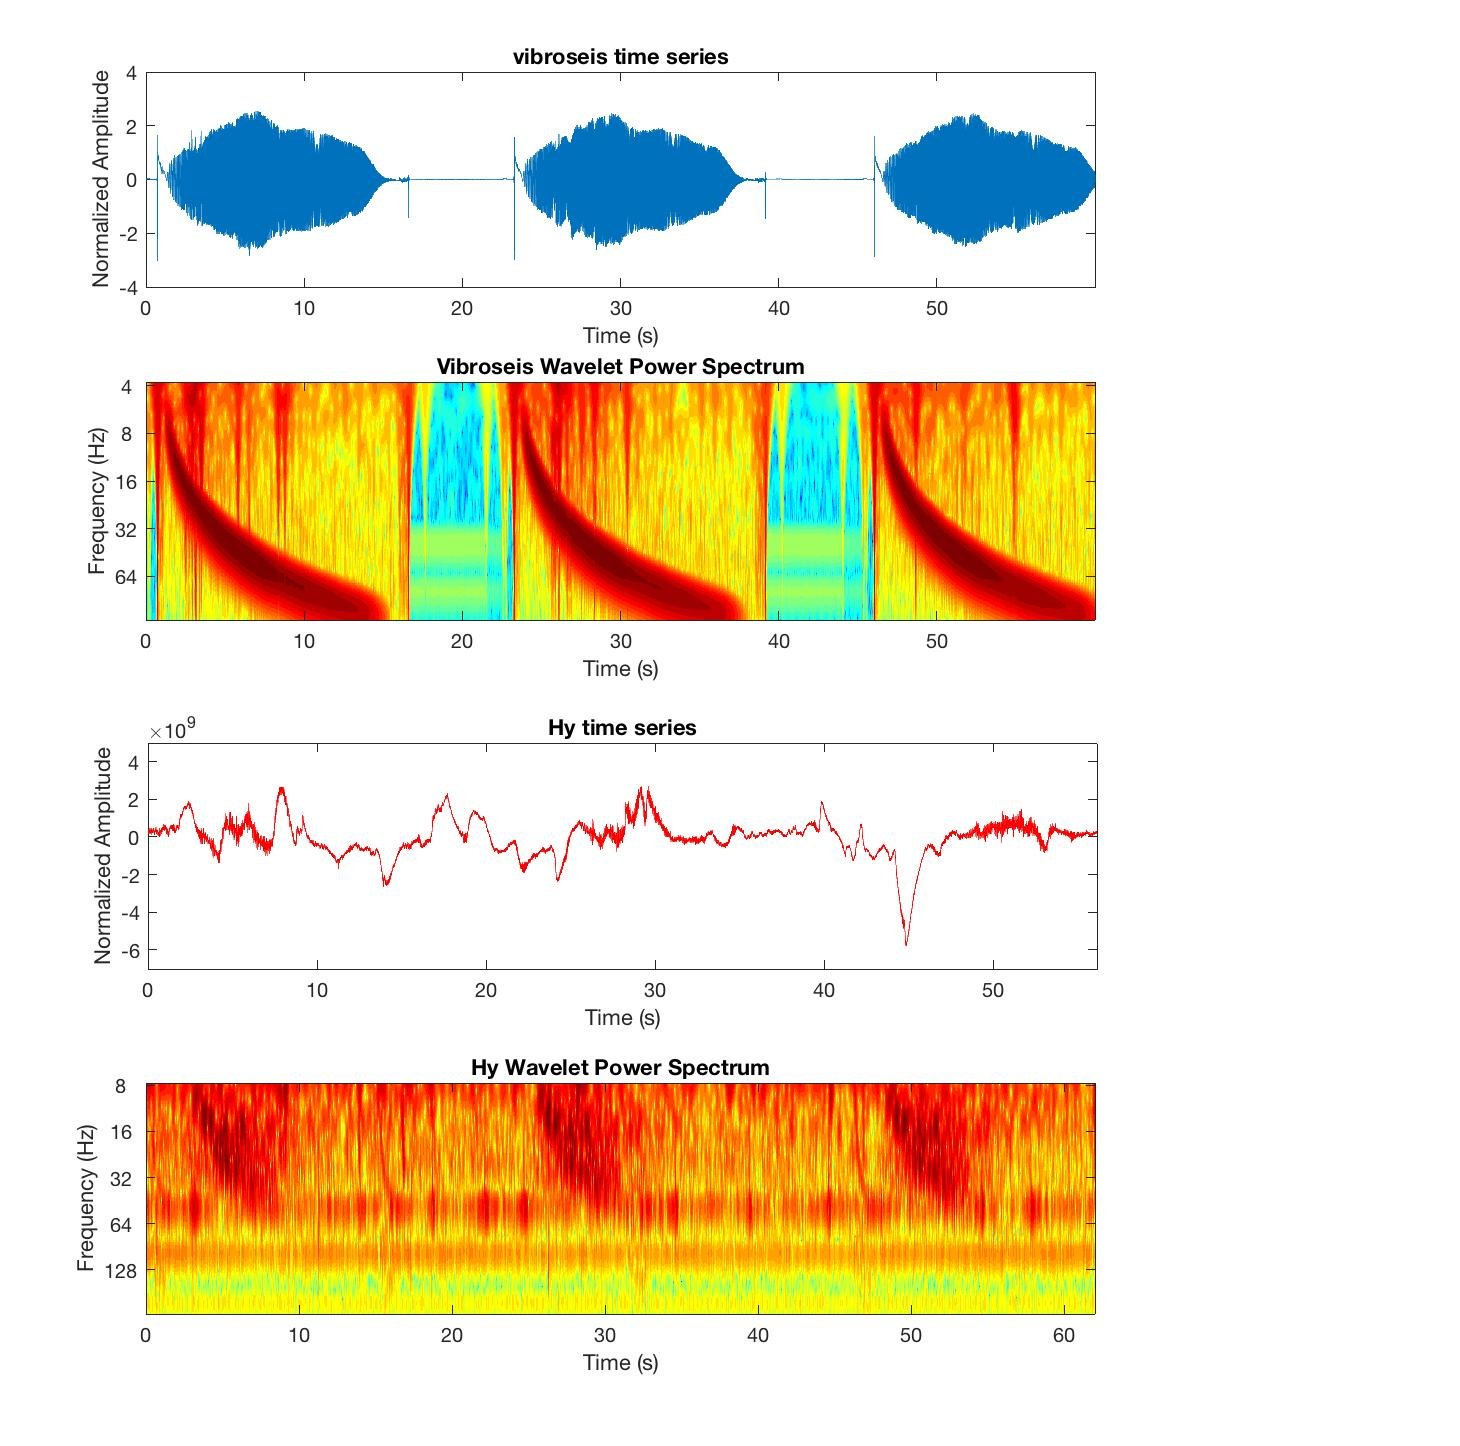 vibroseis time series
Normalized Amplitude
4
2
0
-2
-4
0 10 20 30 40 50
Time (s)
Vibroseis Wavelet Power Spectrum
Frequency (Hz)
4
8
16
32
64
0 10 20 30 40 50
Time (s)
Hy time series
×10⁹
Normalized Amplitude
4
2
0
-2
-4
-6
0 10 20 30 40 50
Time (s)
Hy Wavelet Power Spectrum
Frequency (Hz)
8
16
32
64
128
0 10 20 30 40 50 60
Time (s)